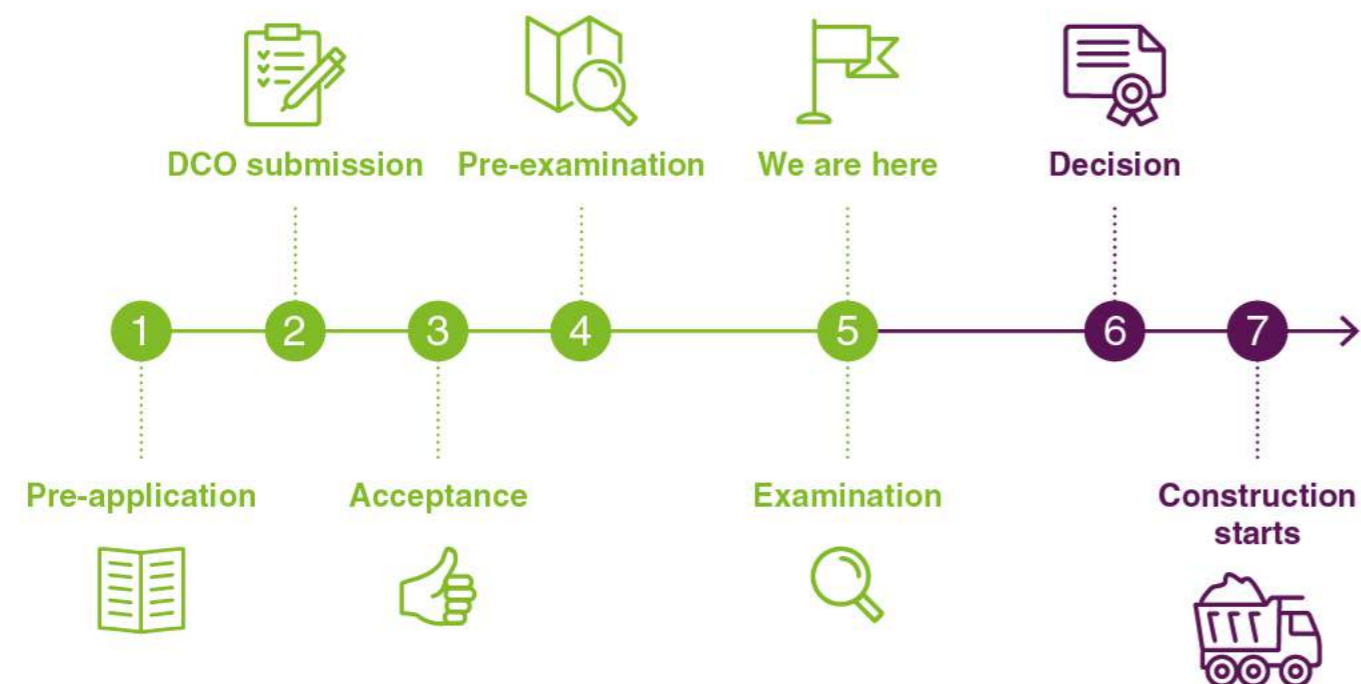 DCO submission
Pre-examination
We are here
Decision
1
2
3
4
5
6
7
Pre-application
Acceptance
Examination
Construction
starts